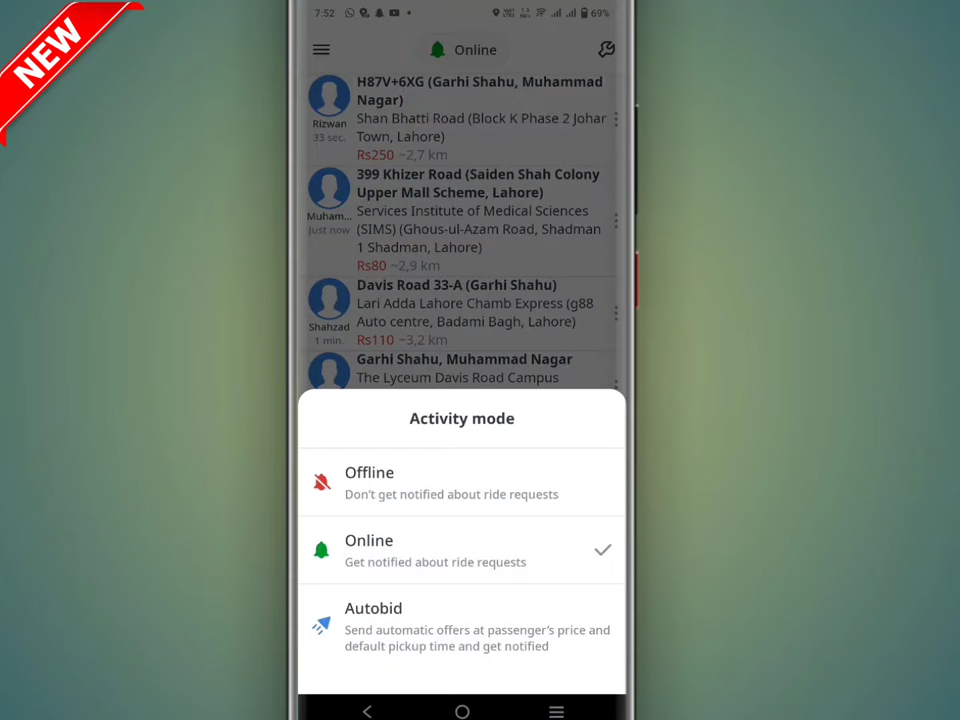 NEW
7:52 69%
Online
H87V+6XG (Garhi Shahu, Muhammad
Nagar)
Shan Bhatti Road (Block K Phase 2 Johar
Town, Lahore)
Rs250 ~2,7 km
Rizwan
33 sec.
399 Khizer Road (Saiden Shah Colony
Upper Mall Scheme, Lahore)
Services Institute of Medical Sciences
(SIMS) (Ghous-ul-Azam Road, Shadman
1 Shadman, Lahore)
Rs80 ~2,9 km
Muham...
Just now
Davis Road 33-A (Garhi Shahu)
Lari Adda Lahore Chamb Express (g88
Auto centre, Badami Bagh, Lahore)
Rs110 ~3,2 km
Shahzad
1 min.
Garhi Shahu, Muhammad Nagar
The Lyceum Davis Road Campus
Activity mode
Offline
Don't get notified about ride requests
Online
Get notified about ride requests
Autobid
Send automatic offers at passenger's price and
default pickup time and get notified